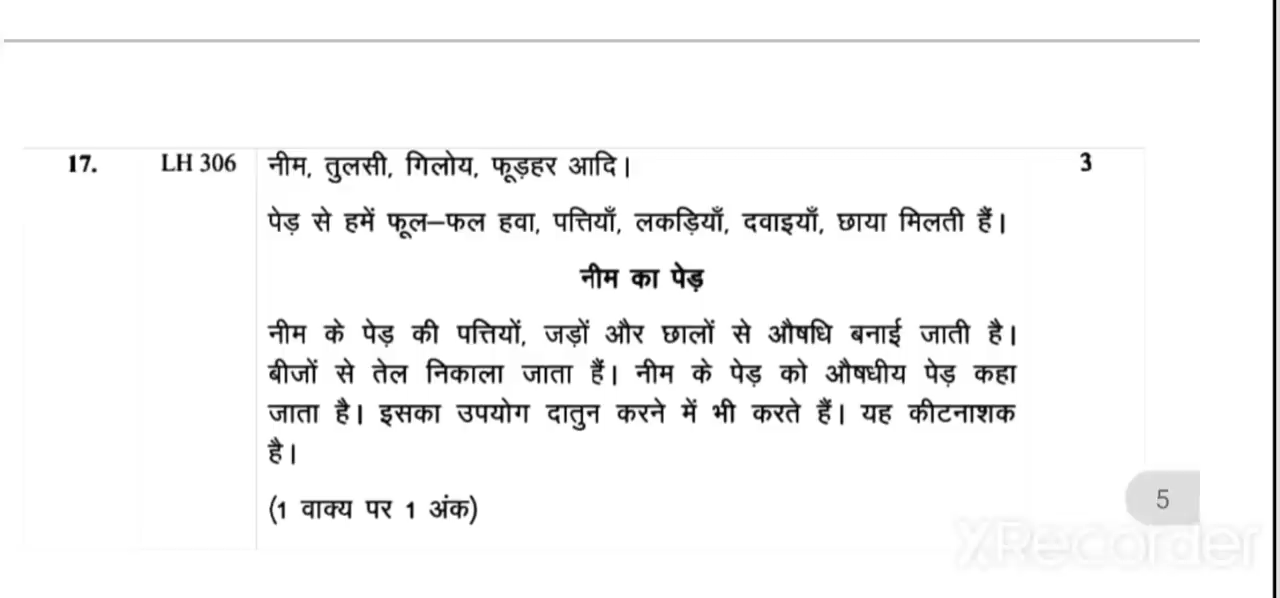 17. LH 306 नीम, तुलसी, गिलोय, फूड़हर आदि। 3
पेड़ से हमें फूल–फल हवा, पत्तियाँ, लकड़ियाँ, दवाइयाँ, छाया मिलती हैं।
नीम का पेड़
नीम के पेड़ की पत्तियों, जड़ों और छालों से औषधि बनाई जाती है।
बीजों से तेल निकाला जाता हैं। नीम के पेड़ को औषधीय पेड़ कहा
जाता है। इसका उपयोग दातुन करने में भी करते हैं। यह कीटनाशक
है।
(1 वाक्य पर 1 अंक)
5
XRecorder